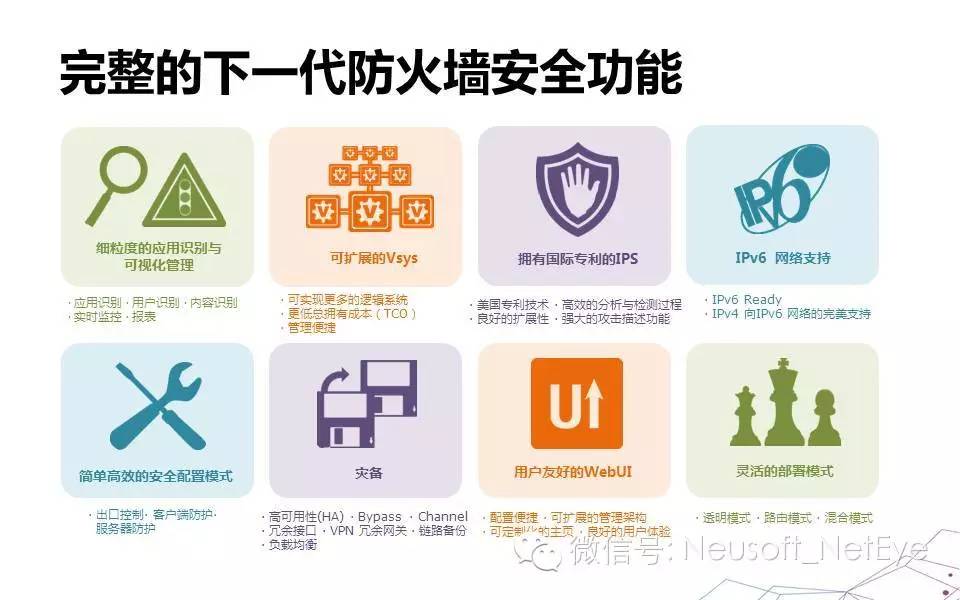 完整的下一代防火墙安全功能
细粒度的应用识别与
可视化管理
· 应用识别 · 用户识别 · 内容识别
· 实时监控 · 报表
V
V
V
V
可扩展的Vsys
· 可实现更多的逻辑系统
· 更低总拥有成本（TCO）
· 管理便捷
拥有国际专利的IPS
· 美国专利技术 · 高效的分析与检测过程
· 良好的扩展性 · 强大的攻击描述功能
IPv6
IPv6 网络支持
· IPv6 Ready
· IPv4 向IPv6 网络的完美支持
简单高效的安全配置模式
· 出口控制· 客户端防护·
服务器防护
灾备
· 高可用性(HA) · Bypass · Channel
· 冗余接口 · VPN 冗余网关 · 链路备份
· 负载均衡
UI
用户友好的WebUI
· 配置便捷 · 可扩展的管理架构
· 可定制化的主页 · 良好的用户体验
灵活的部署模式
· 透明模式 · 路由模式 · 混合模式
微信号: Neusoft_NetEye